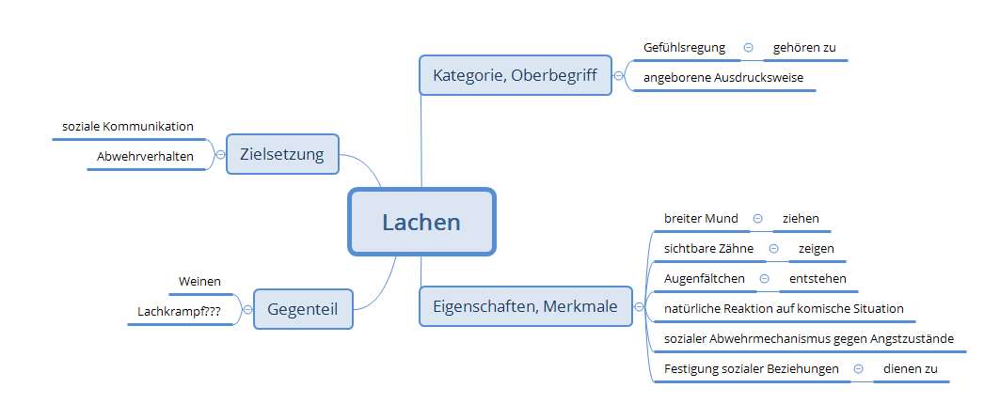 Lachen
Kategorie, Oberbegriff
Gefühlsregung
gehören zu
angeborene Ausdrucksweise
Zielsetzung
soziale Kommunikation
Abwehrverhalten
Gegenteil
Weinen
Lachkrampf???
Eigenschaften, Merkmale
breiter Mund
ziehen
sichtbare Zähne
zeigen
Augenfältchen
entstehen
natürliche Reaktion auf komische Situation
sozialer Abwehrmechanismus gegen Angstzustände
Festigung sozialer Beziehungen
dienen zu